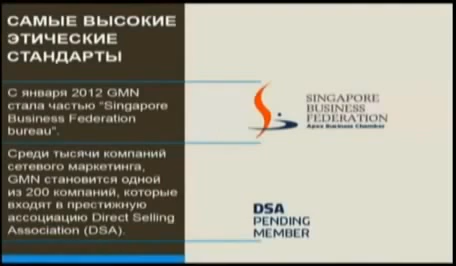 САМЫЕ ВЫСОКИЕ
ЭТИЧЕСКИЕ
СТАНДАРТЫ
С января 2012 GMN
стала частью "Singapore
Business Federation
bureau".
Среди тысячи компаний
сетевого маркетинга,
GMN становится одной
из 200 компаний, которые
входят в престижную
ассоциацию Direct Selling
Association (DSA).
SINGAPORE
BUSINESS
FEDERATION
Apex Business Chamber
DSA
PENDING
MEMBER